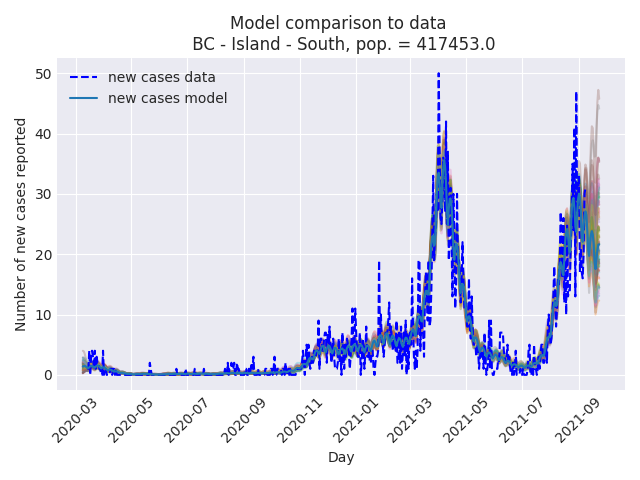 Model comparison to data
BC - Island - South, pop. = 417453.0
new cases data
new cases model
Number of new cases reported
50
40
30
20
10
0
2020-03
2020-05
2020-07
2020-09
2020-11
2021-01
2021-03
2021-05
2021-07
2021-09
Day